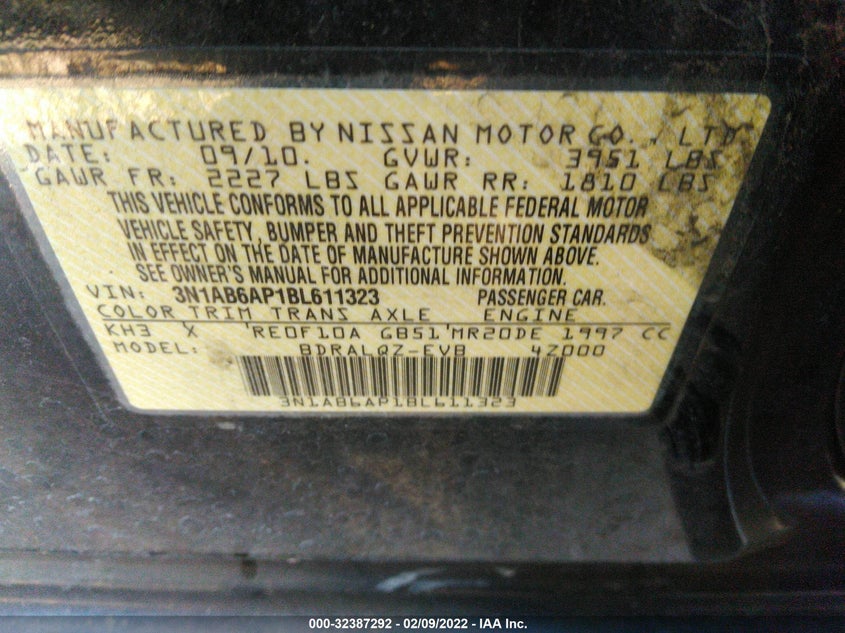 MANUFACTURED BY NISSAN MOTOR CO., LTD
DATE: 09/10. GVWR: 3951 LBS
GAWR FR: 2227 LBS GAWR RR: 1810 LBS
THIS VEHICLE CONFORMS TO ALL APPLICABLE FEDERAL MOTOR
VEHICLE SAFETY, BUMPER AND THEFT PREVENTION STANDARDS
IN EFFECT ON THE DATE OF MANUFACTURE SHOWN ABOVE.
SEE OWNER'S MANUAL FOR ADDITIONAL INFORMATION.
VIN: 3N1AB6AP1BL611323 PASSENGER CAR.
COLOR TRIM TRANS AXLE ENGINE
KH3 X 'RE0F10A GB51'MR20DE 1997 CC
MODEL: BDRALQZ-EVB 4Z000
3N1AB6AP1BL611323
000-32387292 - 02/09/2022 - IAA Inc.